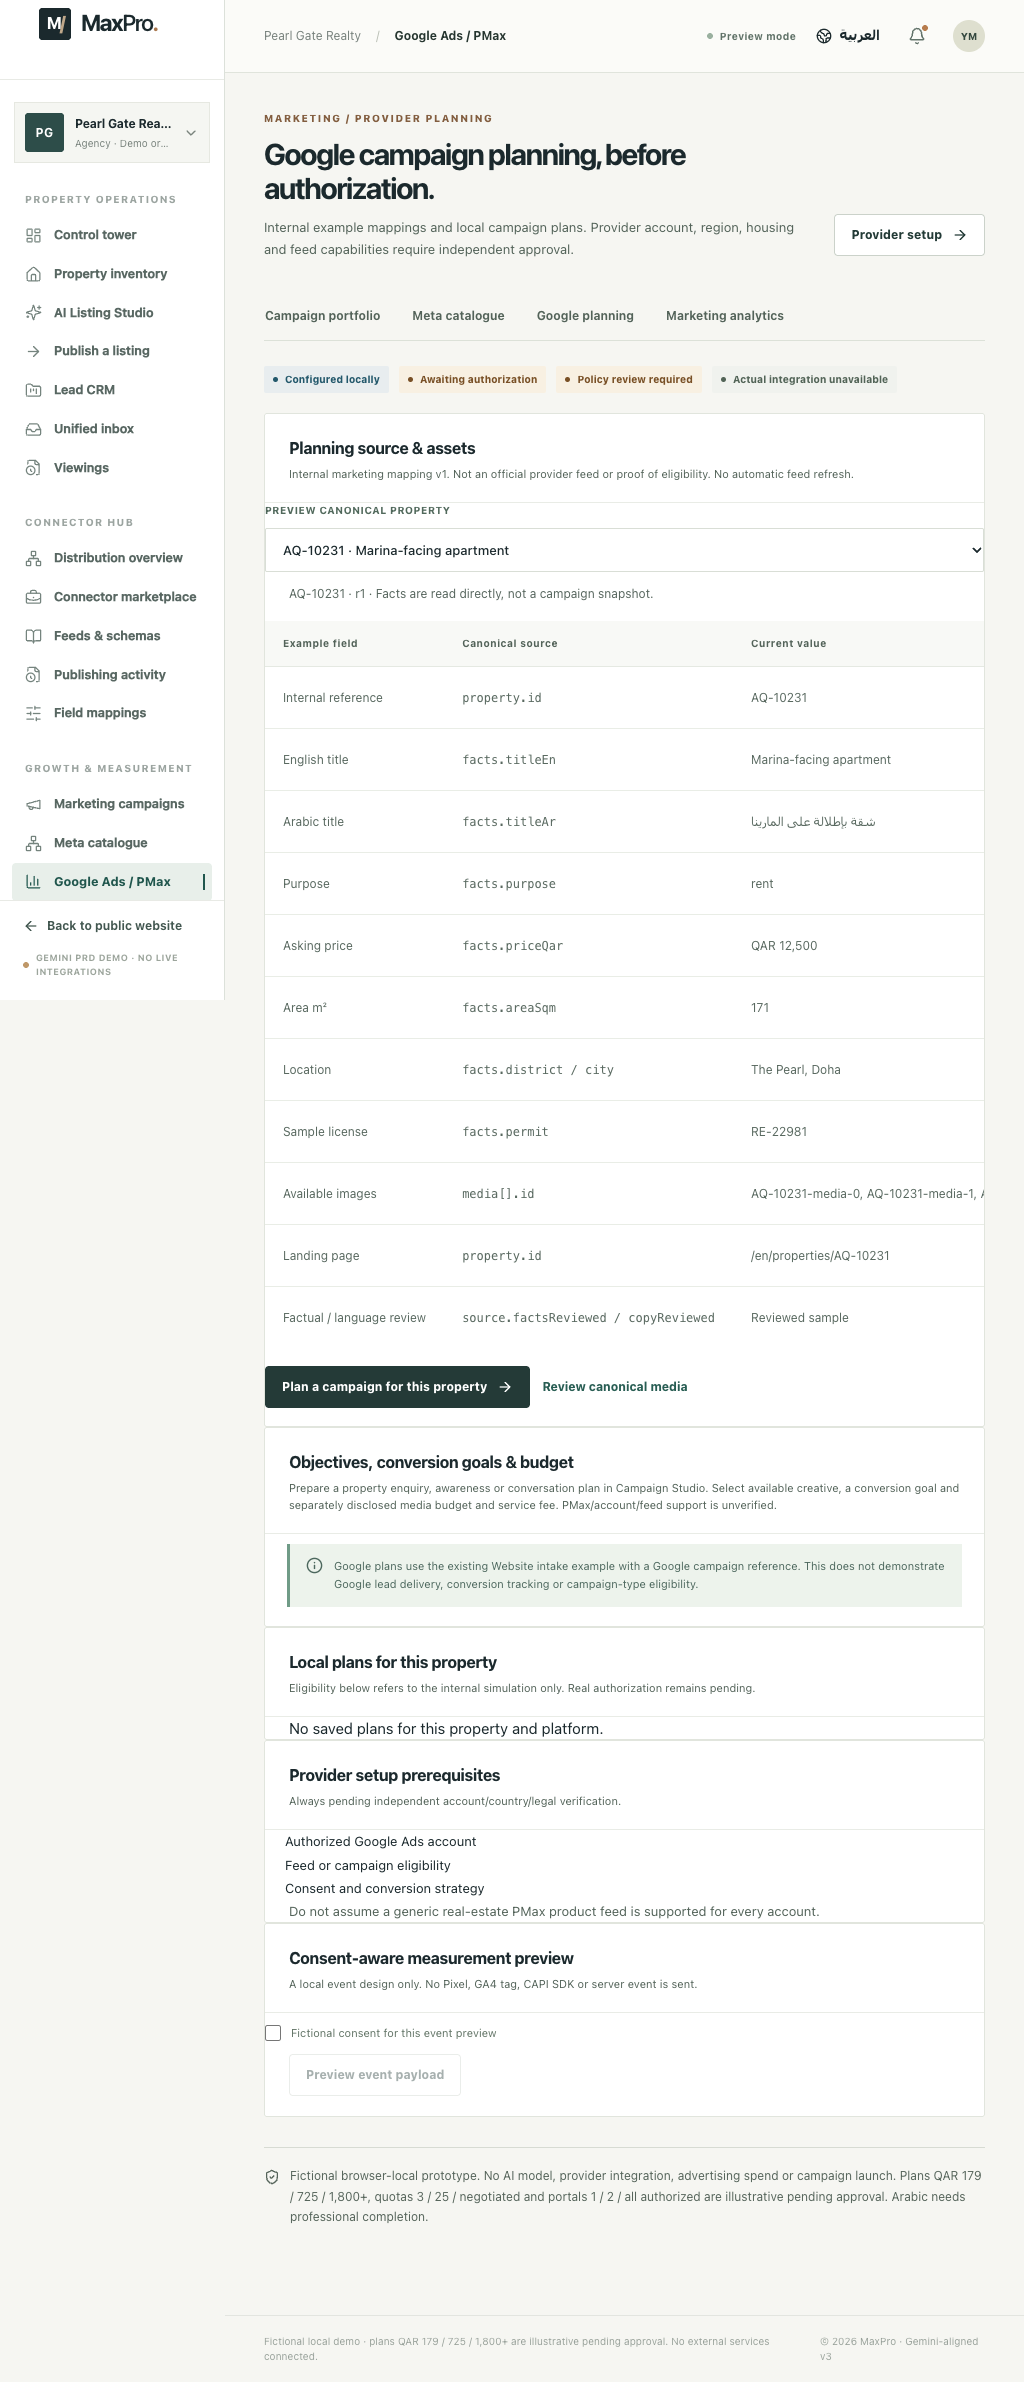 M/ MaxPro.
PG
Pearl Gate Rea...
Agency · Demo or...
PROPERTY OPERATIONS
Control tower
Property inventory
AI Listing Studio
Publish a listing
Lead CRM
Unified inbox
Viewings
CONNECTOR HUB
Distribution overview
Connector marketplace
Feeds & schemas
Publishing activity
Field mappings
GROWTH & MEASUREMENT
Marketing campaigns
Meta catalogue
Google Ads / PMax
Back to public website
GEMINI PRD DEMO · NO LIVE
INTEGRATIONS
Pearl Gate Realty / Google Ads / PMax
Preview mode
العربية
YM
MARKETING / PROVIDER PLANNING
Google campaign planning, before
authorization.
Internal example mappings and local campaign plans. Provider account, region, housing
and feed capabilities require independent approval.
Provider setup
Campaign portfolio Meta catalogue Google planning Marketing analytics
Configured locally Awaiting authorization Policy review required Actual integration unavailable
Planning source & assets
Internal marketing mapping v1. Not an official provider feed or proof of eligibility. No automatic feed refresh.
PREVIEW CANONICAL PROPERTY
AQ-10231 · Marina-facing apartment
AQ-10231 · r1 · Facts are read directly, not a campaign snapshot.
Example field Canonical source Current value
Internal reference property.id AQ-10231
English title facts.titleEn Marina-facing apartment
Arabic title facts.titleAr شقة بإطلالة على المارينا
Purpose facts.purpose rent
Asking price facts.priceQar QAR 12,500
Area m² facts.areaSqm 171
Location facts.district / city The Pearl, Doha
Sample license facts.permit RE-22981
Available images media[].id AQ-10231-media-0, AQ-10231-media-1,
Landing page property.id /en/properties/AQ-10231
Factual / language review source.factsReviewed / copyReviewed Reviewed sample
Plan a campaign for this property Review canonical media
Objectives, conversion goals & budget
Prepare a property enquiry, awareness or conversation plan in Campaign Studio. Select available creative, a conversion goal and
separately disclosed media budget and service fee. PMax/account/feed support is unverified.
Google plans use the existing Website intake example with a Google campaign reference. This does not demonstrate
Google lead delivery, conversion tracking or campaign-type eligibility.
Local plans for this property
Eligibility below refers to the internal simulation only. Real authorization remains pending.
No saved plans for this property and platform.
Provider setup prerequisites
Always pending independent account/country/legal verification.
Authorized Google Ads account
Feed or campaign eligibility
Consent and conversion strategy
Do not assume a generic real-estate PMax product feed is supported for every account.
Consent-aware measurement preview
A local event design only. No Pixel, GA4 tag, CAPI SDK or server event is sent.
Fictional consent for this event preview
Preview event payload
Fictional browser-local prototype. No AI model, provider integration, advertising spend or campaign launch. Plans QAR 179
/ 725 / 1,800+, quotas 3 / 25 / negotiated and portals 1 / 2 / all authorized are illustrative pending approval. Arabic needs
professional completion.
Fictional local demo · plans QAR 179 / 725 / 1,800+ are illustrative pending approval. No external services
connected.
© 2026 MaxPro · Gemini-aligned
v3